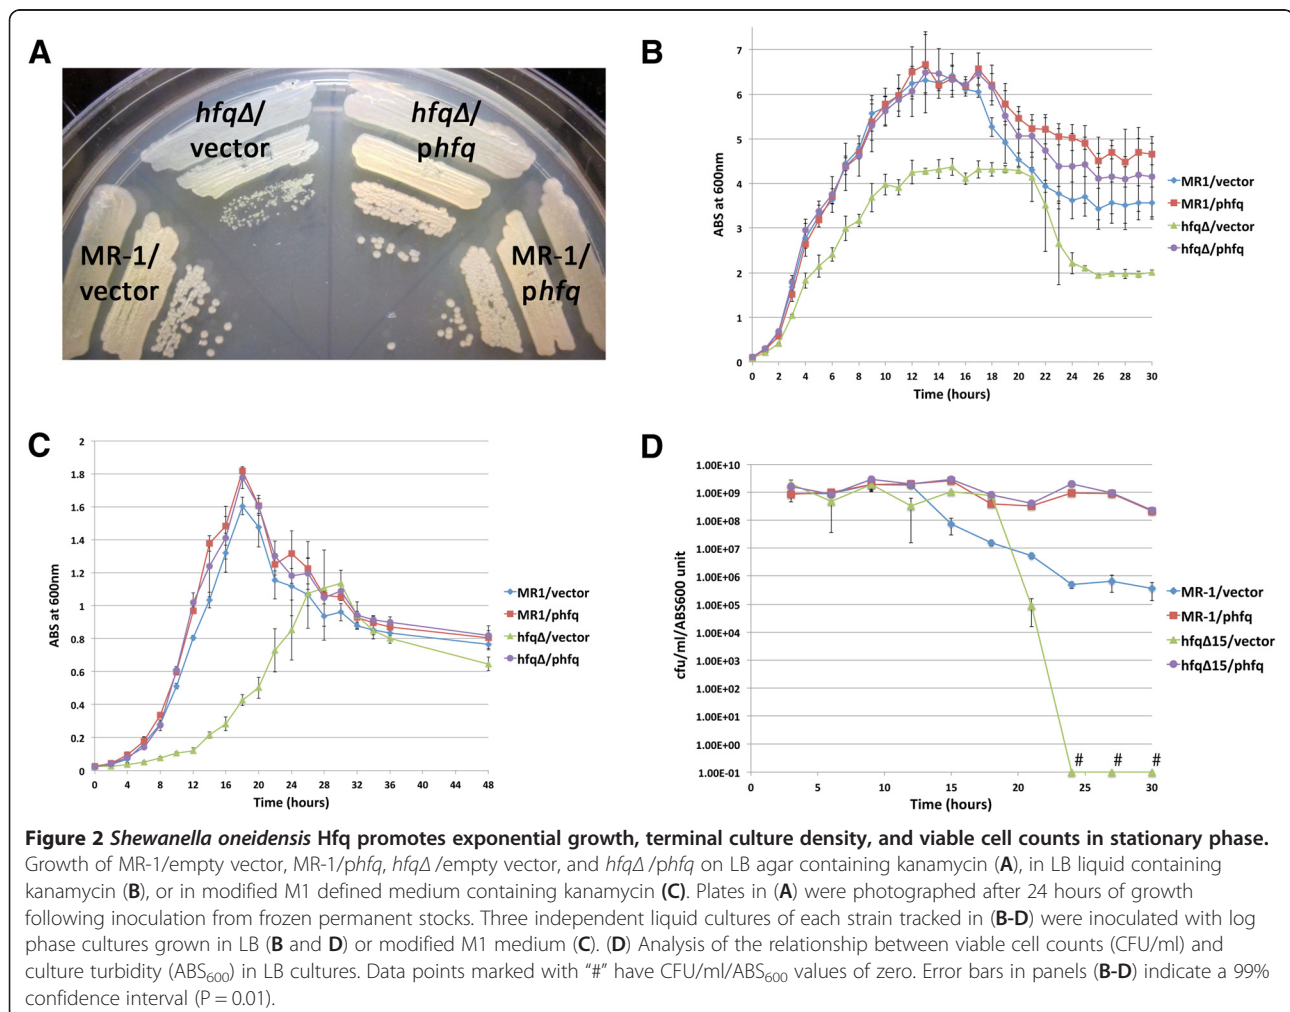 A
hfqΔ/
vector
hfqΔ/
phfq
MR-1/
vector
MR-1/
phfq
B
ABS at 600nm
7
6
5
4
3
2
1
0
0 2 4 6 8 10 12 14 16 18 20 22 24 26 28 30
Time (hours)
MR1/vector
MR1/phfq
hfqΔ/vector
hfqΔ/phfq
C
ABS at 600nm
2
1.8
1.6
1.4
1.2
1
0.8
0.6
0.4
0.2
0
0 4 8 12 16 20 24 28 32 36 40 44 48
Time (hours)
MR1/vector
MR1/phfq
hfqΔ/vector
hfqΔ/phfq
D
cfu/ml/ABS600 unit
1.00E+10
1.00E+09
1.00E+08
1.00E+07
1.00E+06
1.00E+05
1.00E+04
1.00E+03
1.00E+02
1.00E+01
1.00E+00
1.00E-01
# # #
0 5 10 15 20 25 30
Time (hours)
MR-1/vector
MR-1/phfq
hfqΔ15/vector
hfqΔ15/phfq
Figure 2 Shewanella oneidensis Hfq promotes exponential growth, terminal culture density, and viable cell counts in stationary phase.
Growth of MR-1/empty vector, MR-1/phfq, hfqΔ /empty vector, and hfqΔ /phfq on LB agar containing kanamycin (A), in LB liquid containing
kanamycin (B), or in modified M1 defined medium containing kanamycin (C). Plates in (A) were photographed after 24 hours of growth
following inoculation from frozen permanent stocks. Three independent liquid cultures of each strain tracked in (B-D) were inoculated with log
phase cultures grown in LB (B and D) or modified M1 medium (C). (D) Analysis of the relationship between viable cell counts (CFU/ml) and
culture turbidity (ABS600) in LB cultures. Data points marked with "#" have CFU/ml/ABS600 values of zero. Error bars in panels (B-D) indicate a 99%
confidence interval (P = 0.01).